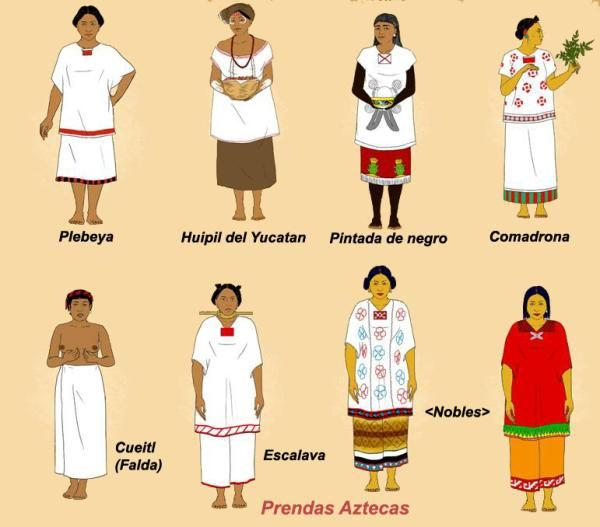 Plebeya
Huipil del Yucatan
Pintada de negro
Comadrona
Cueitl
(Falda)
Escalava
<Nobles>
Prendas Aztecas